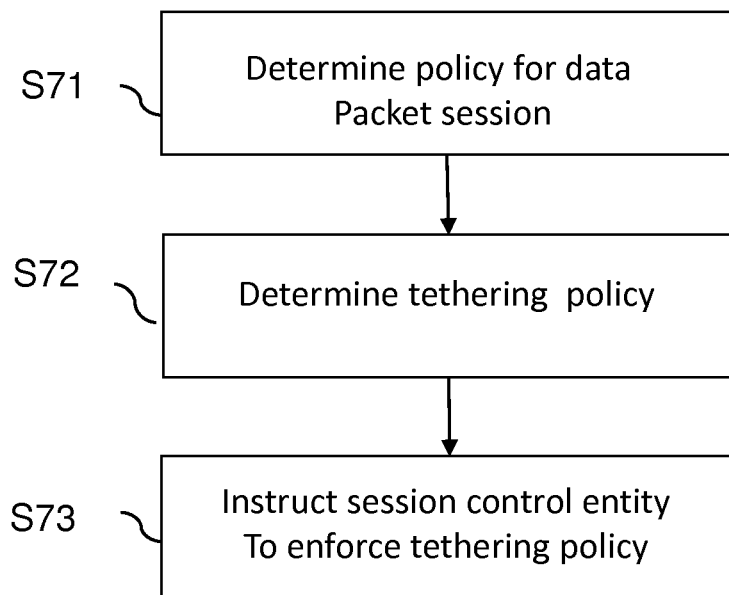 S71
Determine policy for data
Packet session
S72
Determine tethering policy
S73
Instruct session control entity
To enforce tethering policy